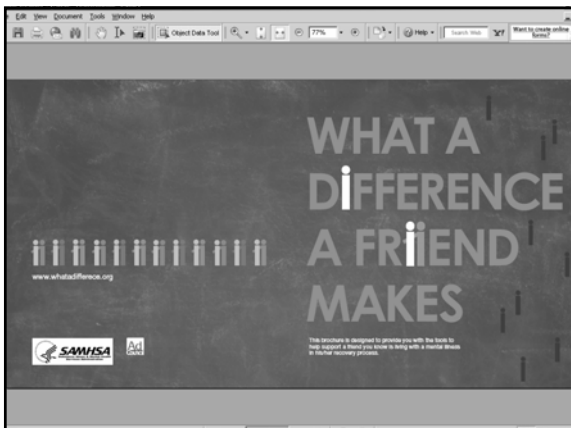 Edit View Document Tools Window Help
Object Data Tool
77%
Help
Search Web
Y!
Want to create online forms?
WHAT A
DiFFERENCE
A FRiiEND
MAKES
www.whatadifferece.org
SAMHSA
Ad Council
This brochure is designed to provide you with the tools to
help support a friend you know is living with a mental illness
in his/her recovery process.